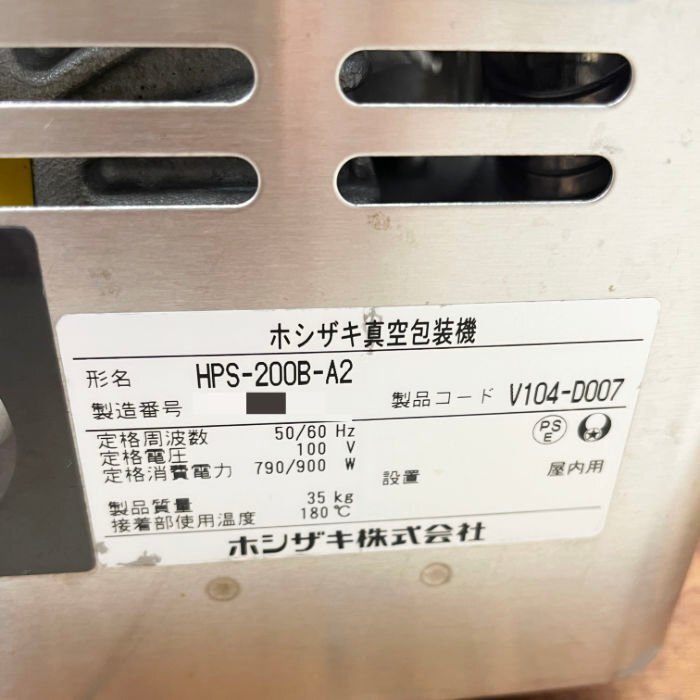 ホシザキ真空包装機
形名 HPS-200B-A2
製造番号 製品コード V104-D007
定格周波数 50/60 Hz
定格電圧 100 V
定格消費電力 790/900 W
PS
E
設置 屋内用
製品質量 35 kg
接着部使用温度 180℃
ホシザキ株式会社